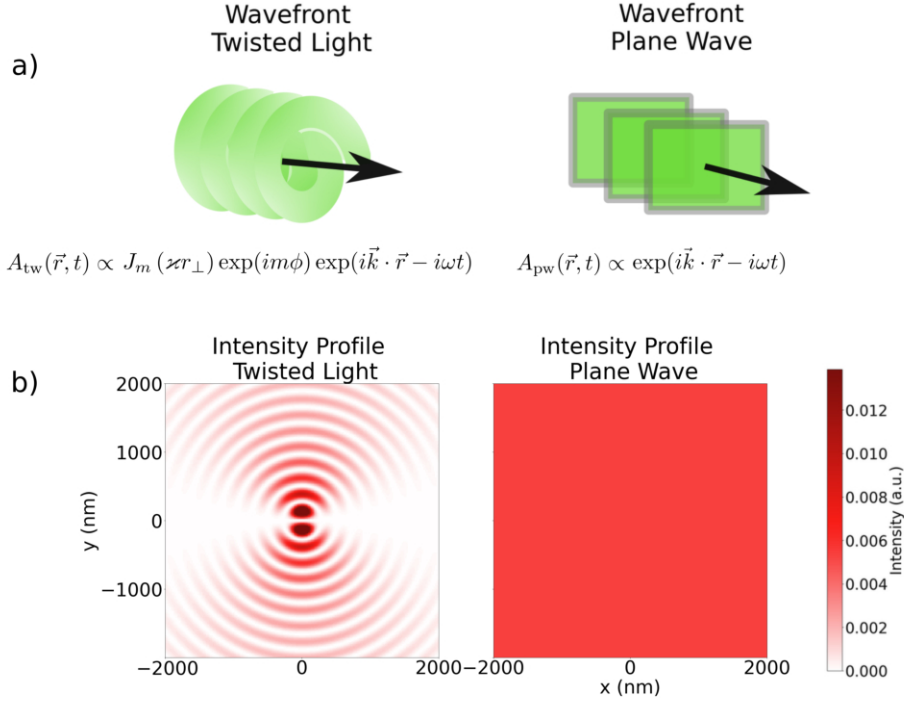 Wavefront
Twisted Light
Wavefront
Plane Wave
a)
A_tw(r⃗, t) ∝ J_m (ϰr_⊥) exp(imϕ) exp(ik⃗ · r⃗ − iωt)
A_pw(r⃗, t) ∝ exp(ik⃗ · r⃗ − iωt)
b)
Intensity Profile
Twisted Light
Intensity Profile
Plane Wave
2000
1000
0
−1000
y (nm)
−2000 0 2000
−2000 0 2000
x (nm)
0.012
0.010
0.008
0.006
0.004
0.002
0.000
Intensity (a.u.)